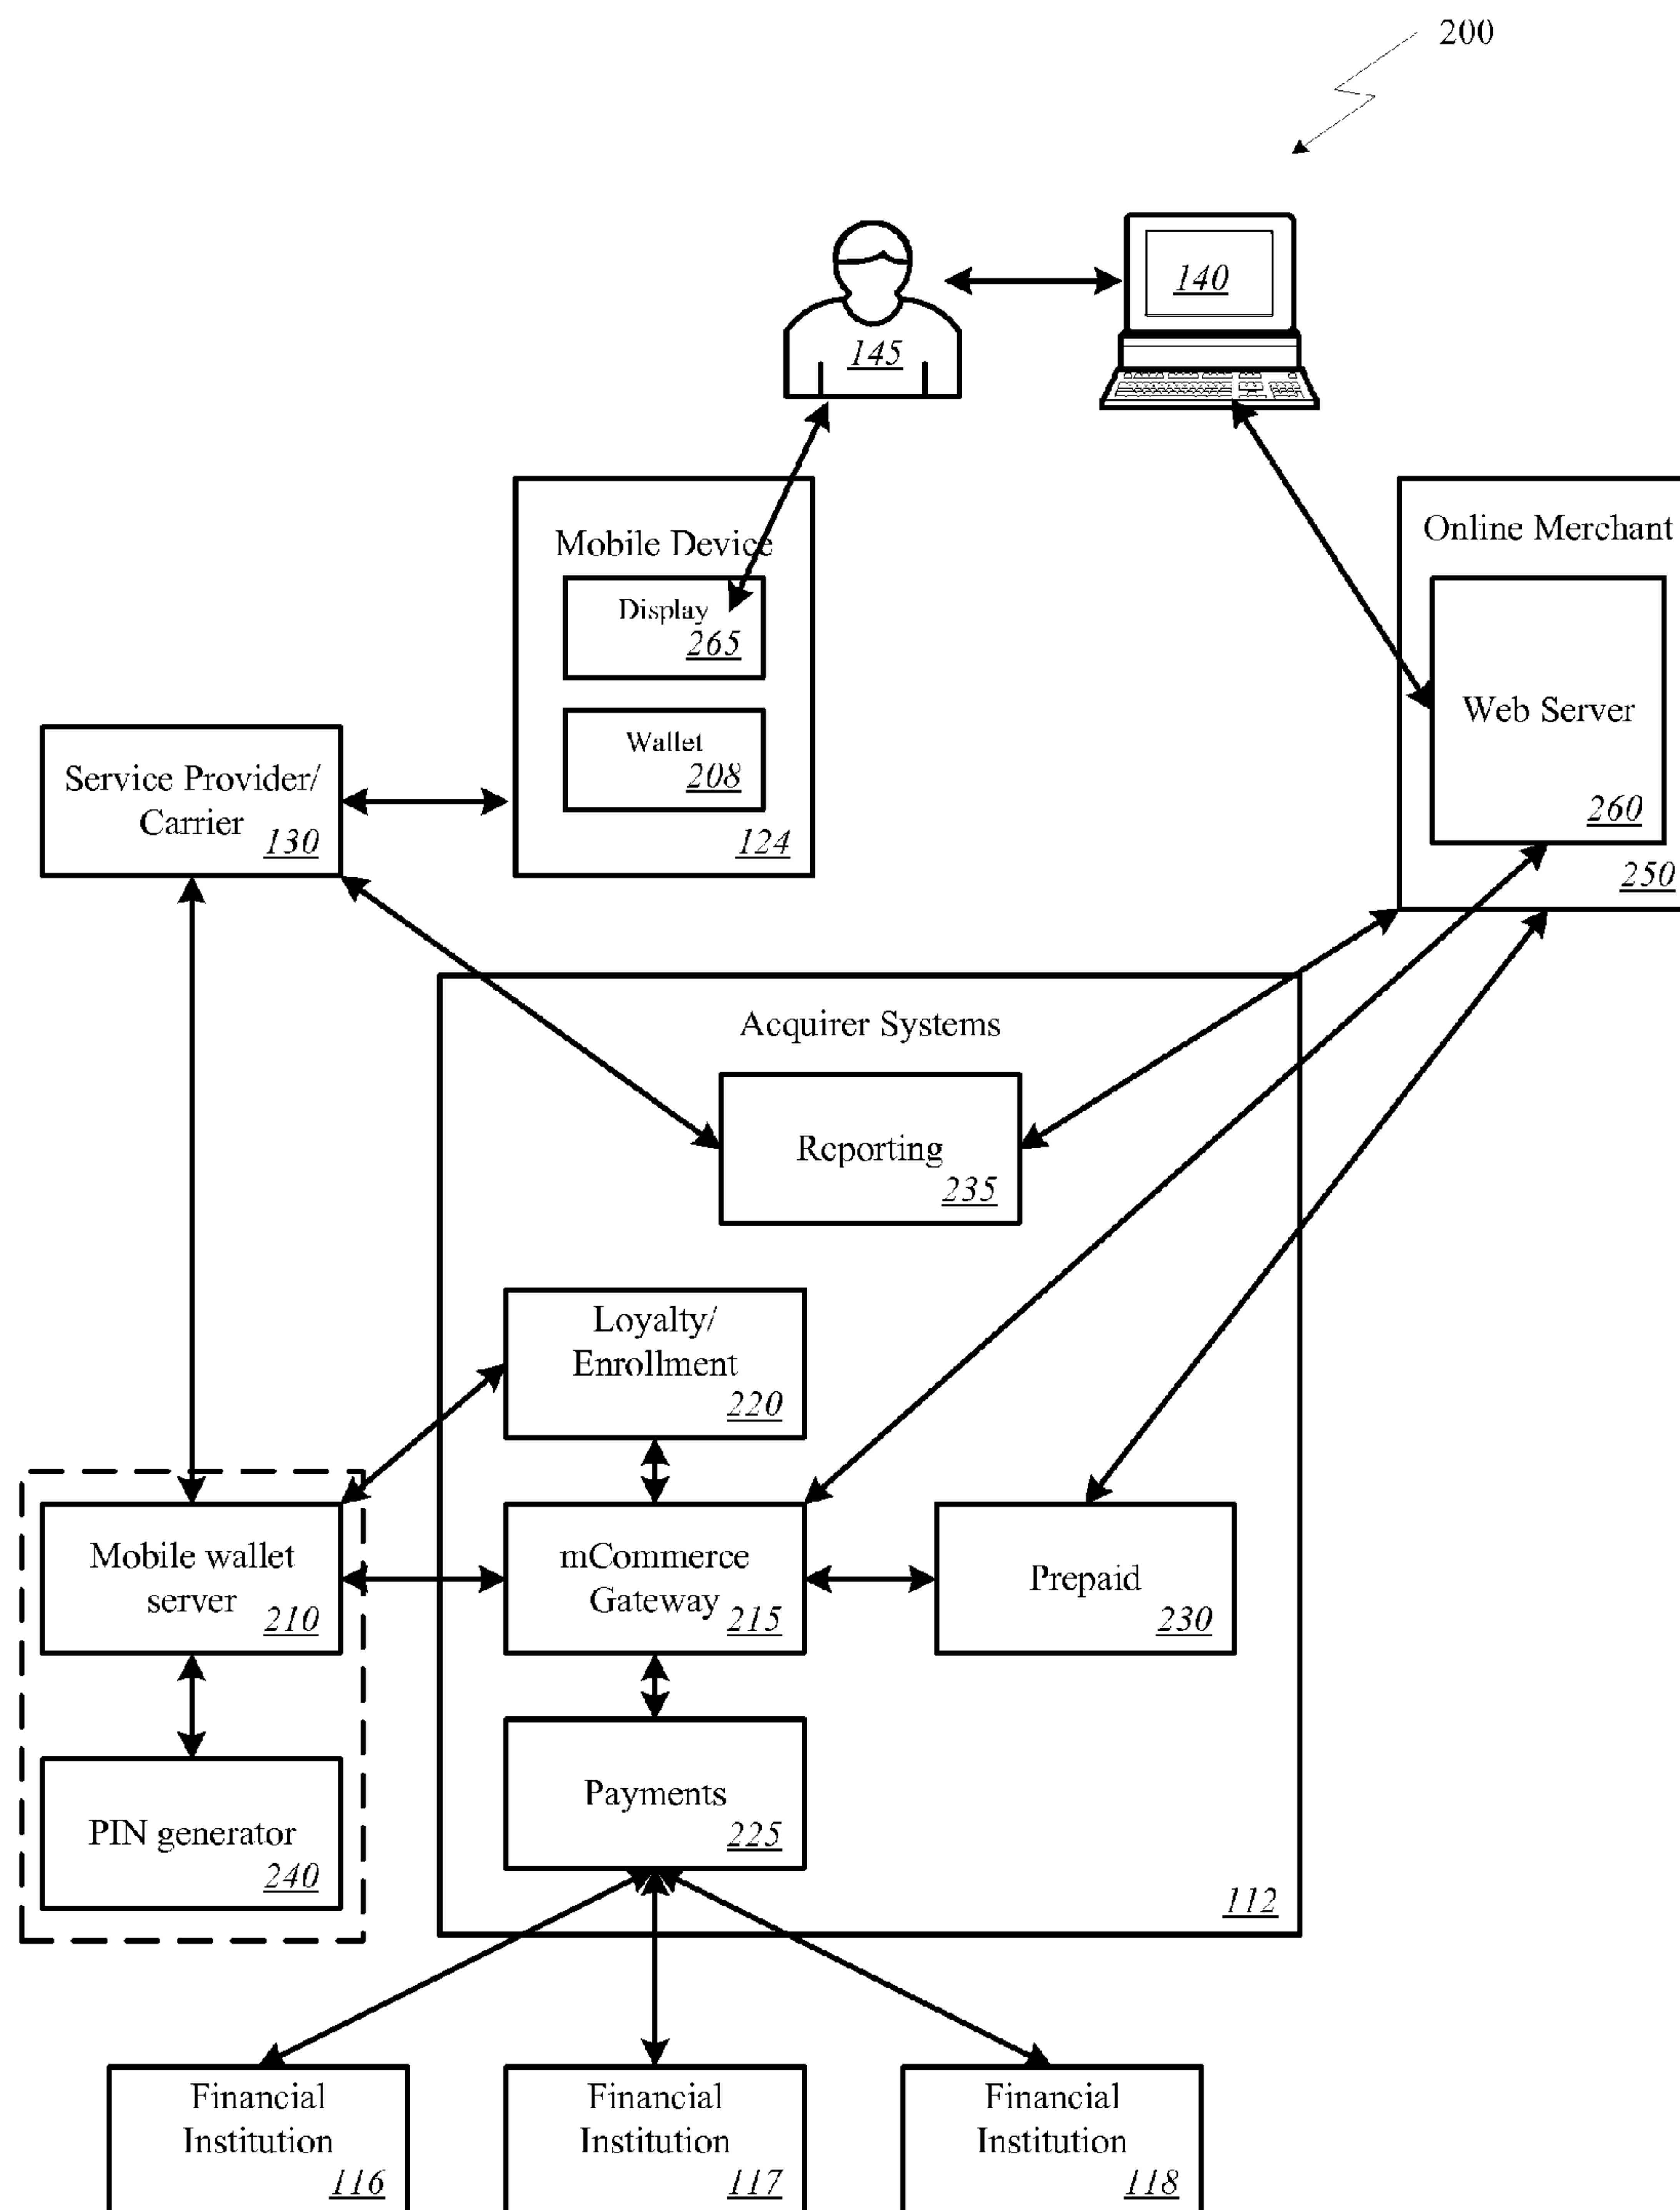 200
140
145
Mobile Device
Display
265
Wallet
208
124
Online Merchant
Web Server
260
250
Service Provider/
Carrier
130
Acquirer Systems
Reporting
235
Loyalty/
Enrollment
220
Mobile wallet
server
210
mCommerce
Gateway
215
Prepaid
230
PIN generator
240
Payments
225
112
Financial
Institution
116
Financial
Institution
117
Financial
Institution
118